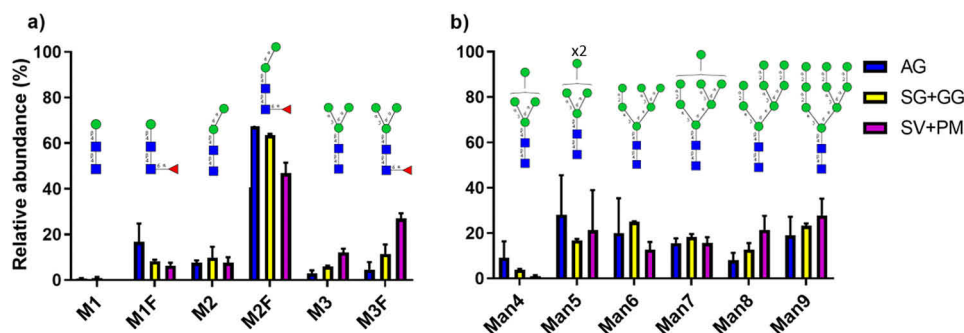 a)
Relative abundance (%)
100
80
60
40
20
0
M1
M1F
M2
M2F
M3
M3F
b)
x2
100
80
60
40
20
0
Man4
Man5
Man6
Man7
Man8
Man9
AG
SG+GG
SV+PM